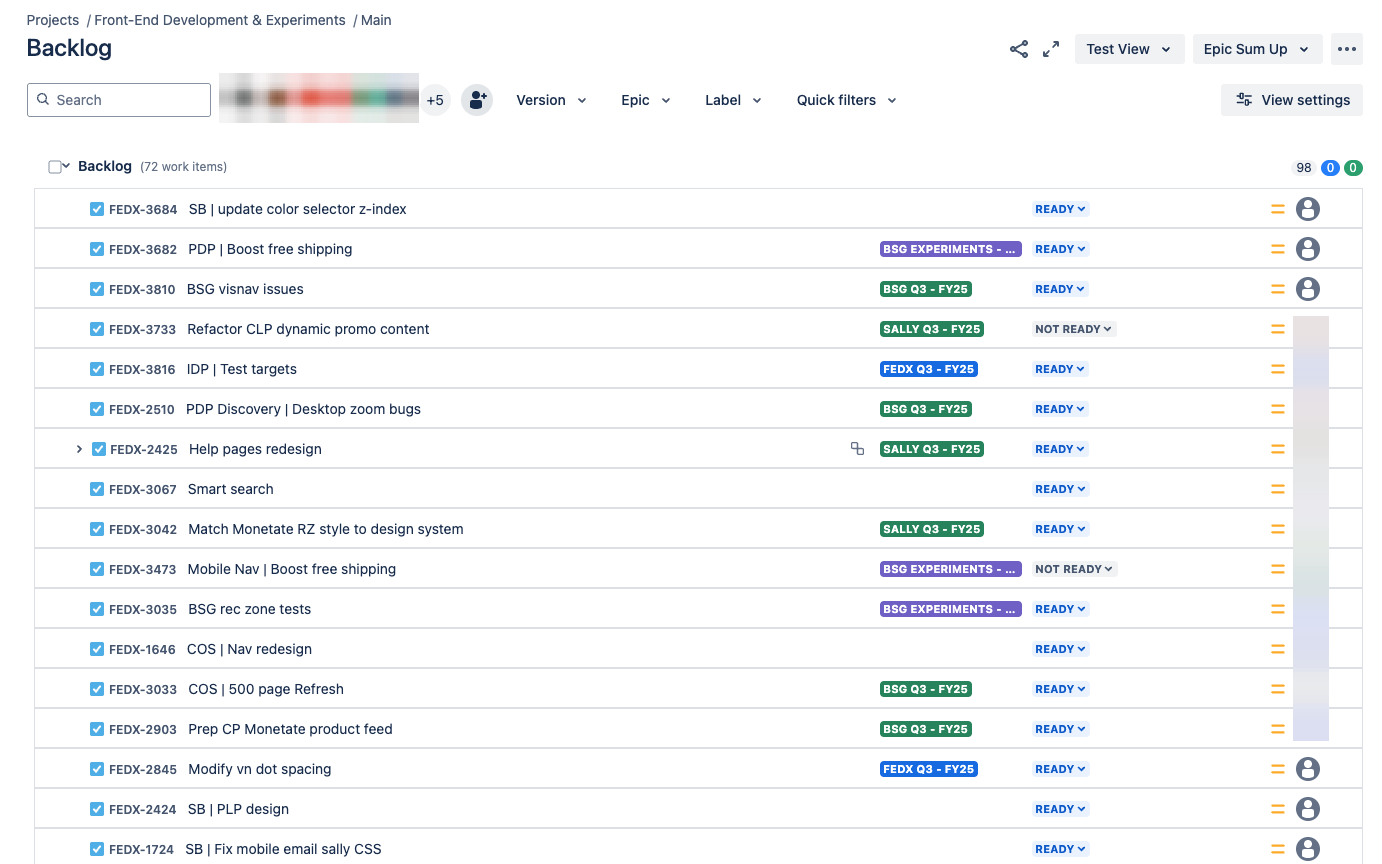 Projects / Front-End Development & Experiments / Main
Backlog
Test View
Epic Sum Up
Search
+5
Version
Epic
Label
Quick filters
View settings
Backlog (72 work items) 98 0 0
FEDX-3684 SB | update color selector z-index READY
FEDX-3682 PDP | Boost free shipping BSG EXPERIMENTS - ... READY
FEDX-3810 BSG visnav issues BSG Q3 - FY25 READY
FEDX-3733 Refactor CLP dynamic promo content SALLY Q3 - FY25 NOT READY
FEDX-3816 IDP | Test targets FEDX Q3 - FY25 READY
FEDX-2510 PDP Discovery | Desktop zoom bugs BSG Q3 - FY25 READY
FEDX-2425 Help pages redesign SALLY Q3 - FY25 READY
FEDX-3067 Smart search READY
FEDX-3042 Match Monetate RZ style to design system SALLY Q3 - FY25 READY
FEDX-3473 Mobile Nav | Boost free shipping BSG EXPERIMENTS - ... NOT READY
FEDX-3035 BSG rec zone tests BSG EXPERIMENTS - ... READY
FEDX-1646 COS | Nav redesign READY
FEDX-3033 COS | 500 page Refresh BSG Q3 - FY25 READY
FEDX-2903 Prep CP Monetate product feed BSG Q3 - FY25 READY
FEDX-2845 Modify vn dot spacing FEDX Q3 - FY25 READY
FEDX-2424 SB | PLP design READY
FEDX-1724 SB | Fix mobile email sally CSS READY